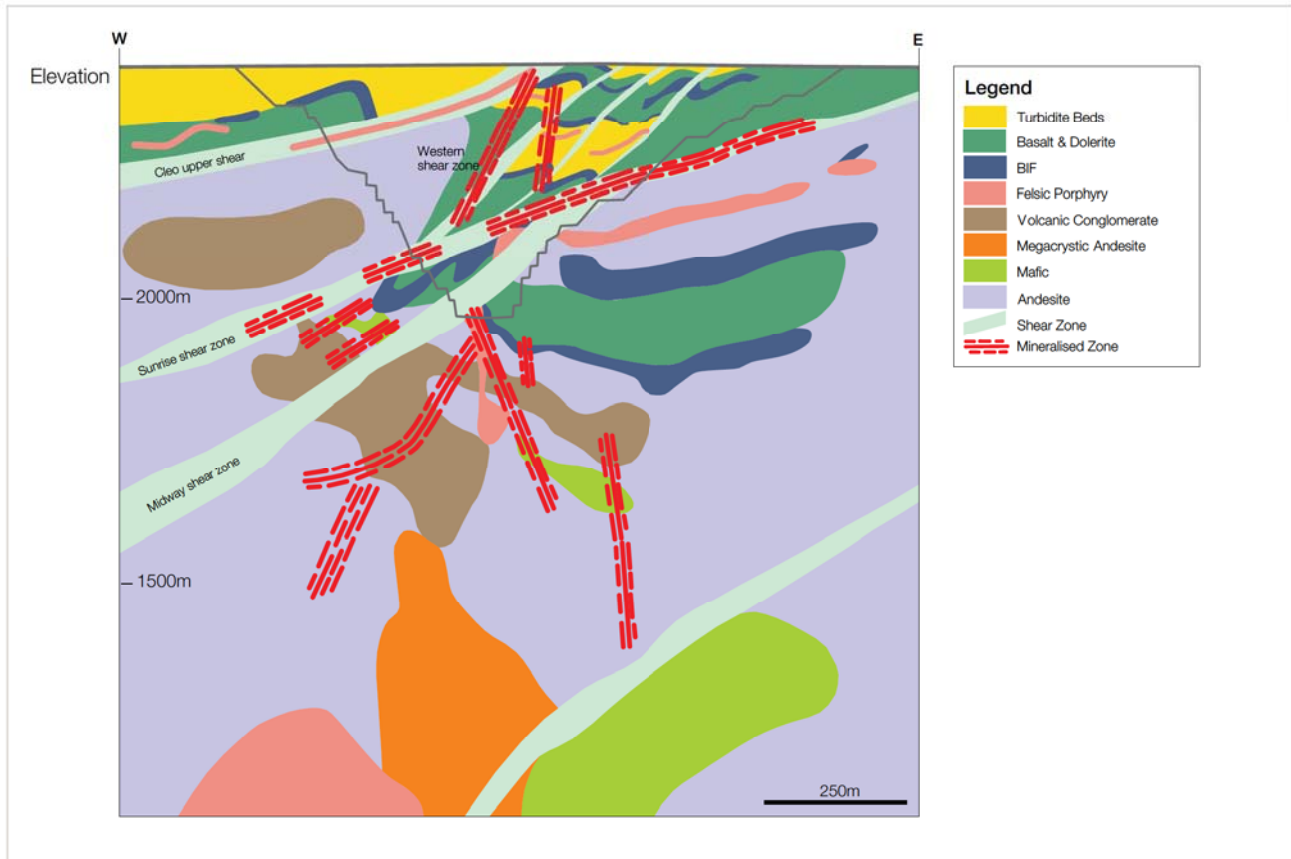 W
E
Elevation
Legend
Turbidite Beds
Basalt & Dolerite
BIF
Felsic Porphyry
Volcanic Conglomerate
Megacrystic Andesite
Mafic
Andesite
Shear Zone
Mineralised Zone
Western
shear zone
Cleo upper shear
2000m
Sunrise shear zone
Midway shear zone
1500m
250m